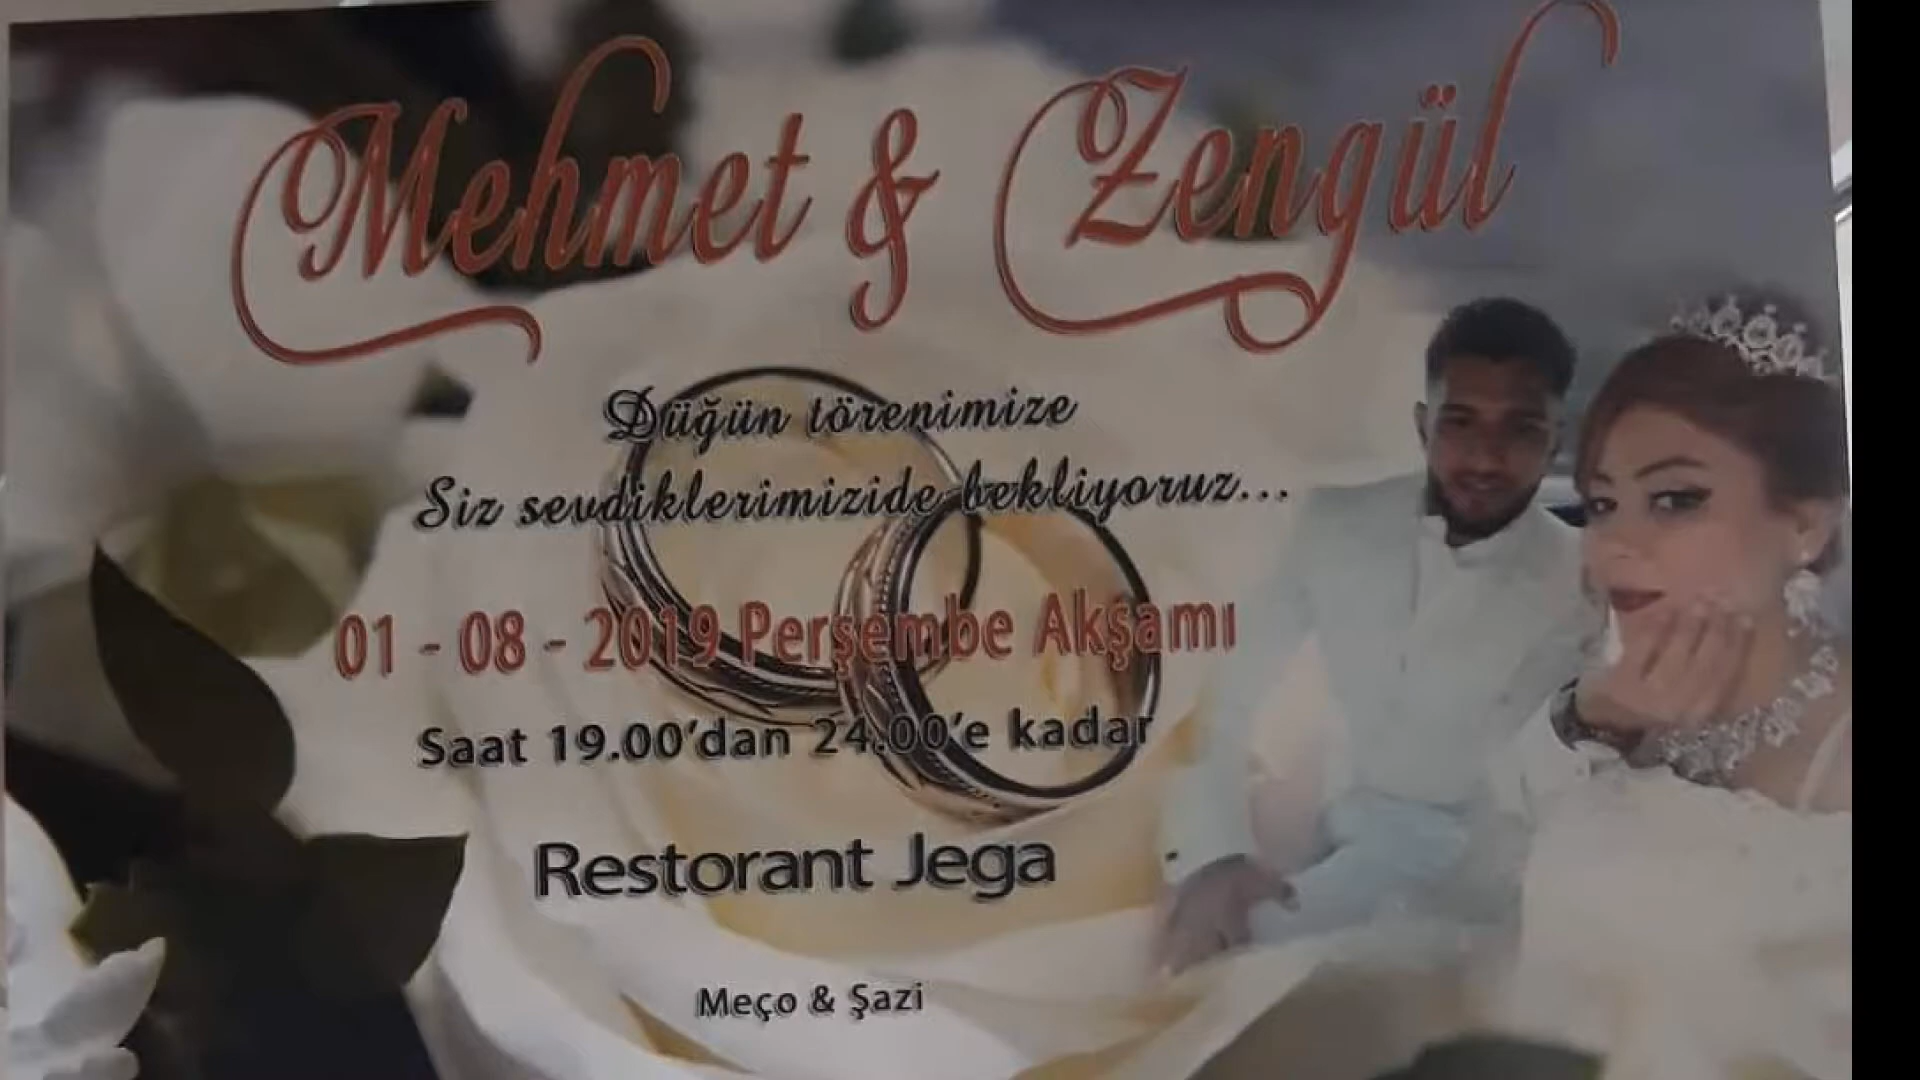 Mehmet & Zengül
Düğün törenimize
Siz sevdiklerimizide bekliyoruz...
01 - 08 - 2019 Perşembe Akşamı
Saat 19.00'dan 24.00'e kadar
Restorant Jega
Meço & Şazi